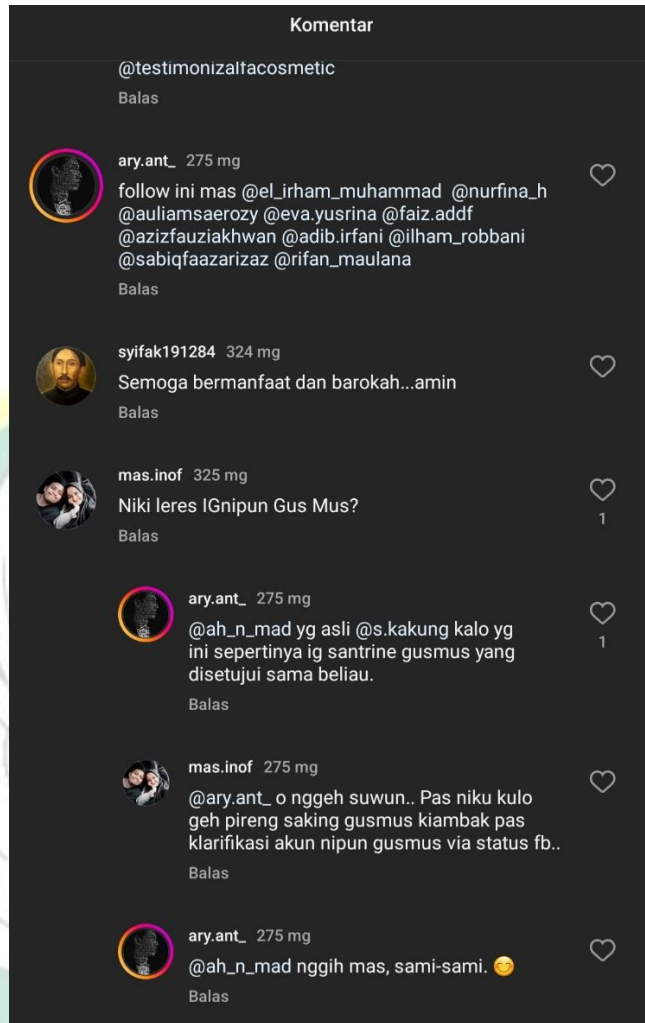 Komentar
@testimonizalfacosmetic
Balas
ary.ant_ 275 mg
follow ini mas @el_irham_muhammad @nurfina_h
@auliamsaerozy @eva.yusrina @faiz.addf
@azizfauziakhwan @adib.irfani @ilham_robbani
@sabiqfaazarizaz @rifan_maulana
Balas
syifak191284 324 mg
Semoga bermanfaat dan barokah...amin
Balas
mas.inof 325 mg
Niki leres IGnipun Gus Mus?
1
Balas
ary.ant_ 275 mg
@ah_n_mad yg asli @s.kakung kalo yg
ini sepertinya ig santrine gusmus yang
disetujui sama beliau.
1
Balas
mas.inof 275 mg
@ary.ant_ o nggeh suwun.. Pas niku kulo
geh pireng saking gusmus kiambak pas
klarifikasi akun nipun gusmus via status fb..
Balas
ary.ant_ 275 mg
@ah_n_mad nggih mas, sami-sami. 😊
Balas